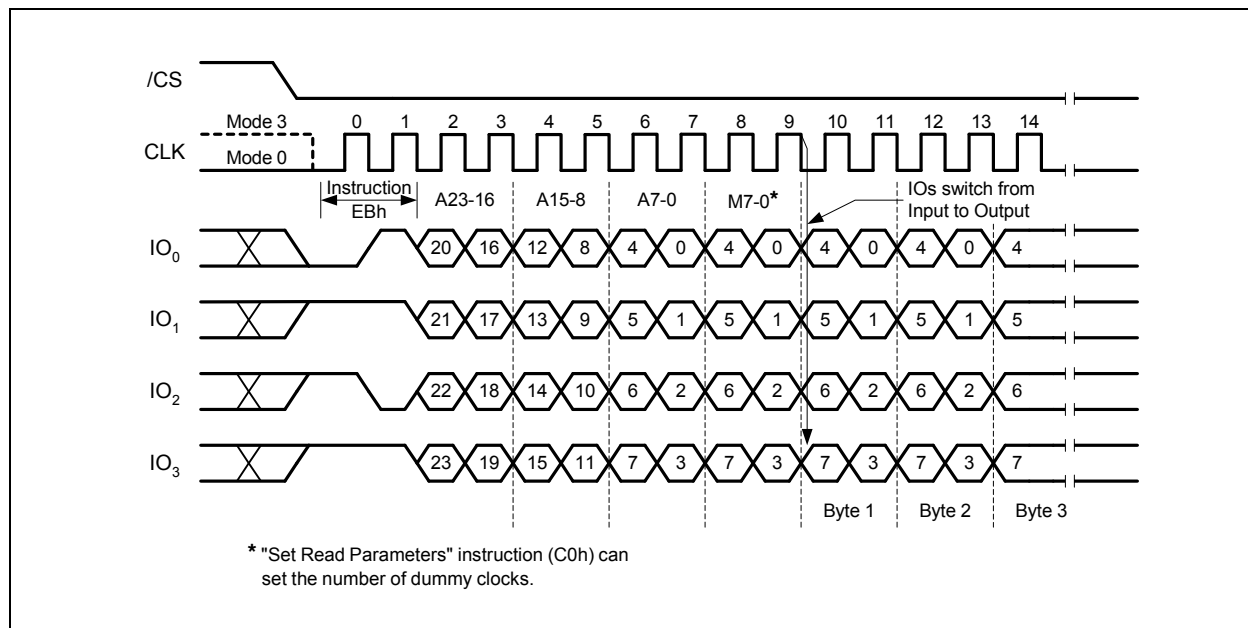 /CS
Mode 3 0 1 2 3 4 5 6 7 8 9 10 11 12 13 14
CLK Mode 0
Instruction A23-16 A15-8 A7-0 M7-0* IOs switch from
EBh Input to Output
IO0 20 16 12 8 4 0 4 0 4 0 4 0 4
IO1 21 17 13 9 5 1 5 1 5 1 5 1 5
IO2 22 18 14 10 6 2 6 2 6 2 6 2 6
IO3 23 19 15 11 7 3 7 3 7 3 7 3 7
Byte 1 Byte 2 Byte 3
* "Set Read Parameters" instruction (C0h) can
set the number of dummy clocks.